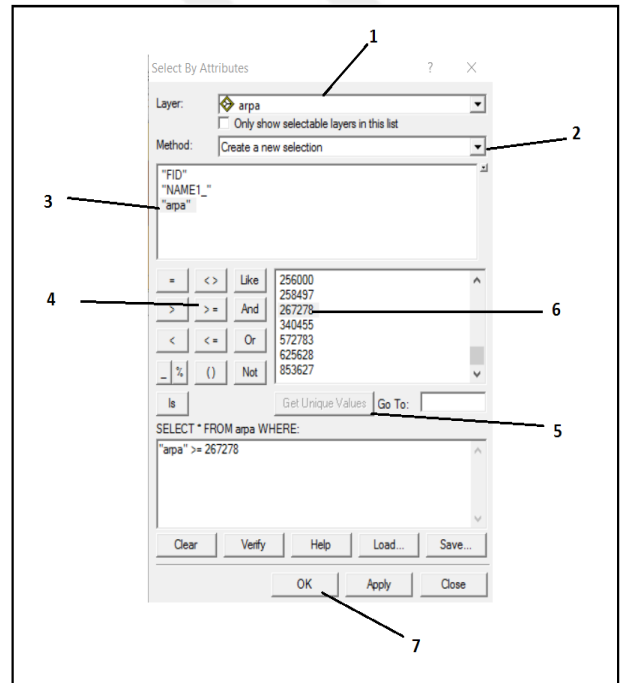 1
Select By Attributes ? ×
Layer: arpa
Only show selectable layers in this list
2
Method: Create a new selection
"FID"
"NAME1_"
3
"arpa"
= <> Like 256000
258497
4
> >= And 267278
6
340455
< <= Or 572783
625628
_ % () Not 853627
Is Get Unique Values Go To:
5
SELECT * FROM arpa WHERE:
"arpa" >= 267278
Clear Verify Help Load... Save...
OK Apply Close
7